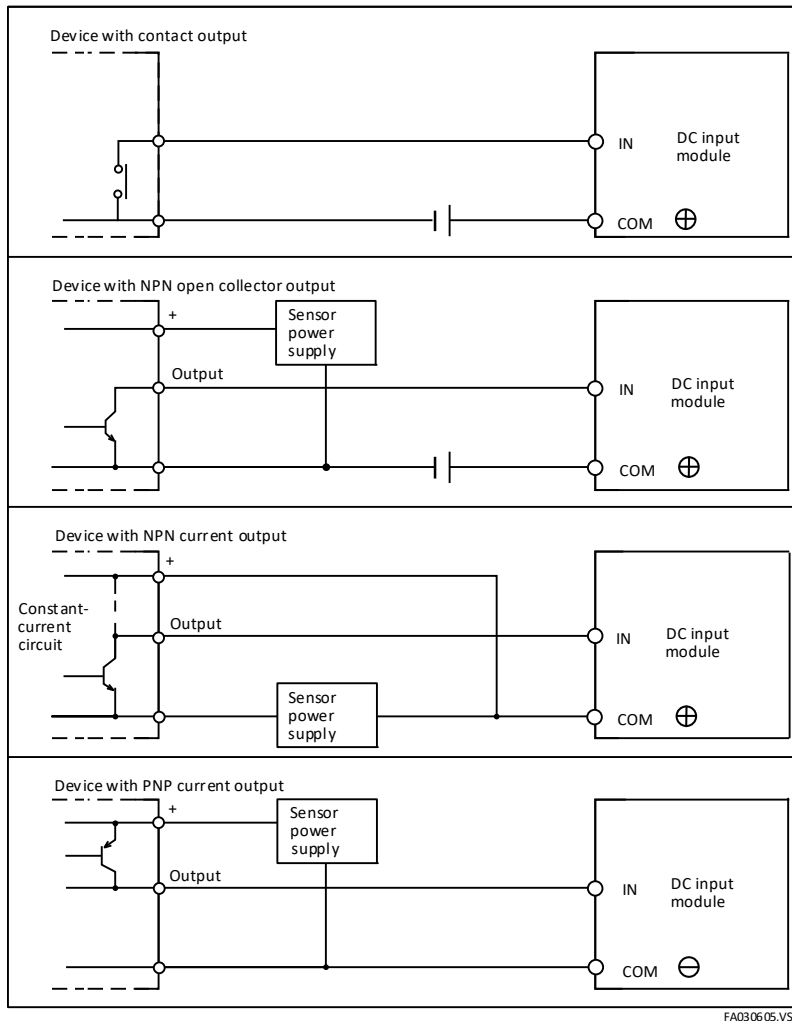 Device with contact output
IN
DC input
module
COM ⊕
Device with NPN open collector output
+
Sensor
power
supply
Output
IN
DC input
module
COM ⊕
Device with NPN current output
+
Constant-
current
circuit
Output
IN
DC input
module
Sensor
power
supply
COM ⊕
Device with PNP current output
+
Sensor
power
supply
Output
IN
DC input
module
COM ⊖
FA030605.VS